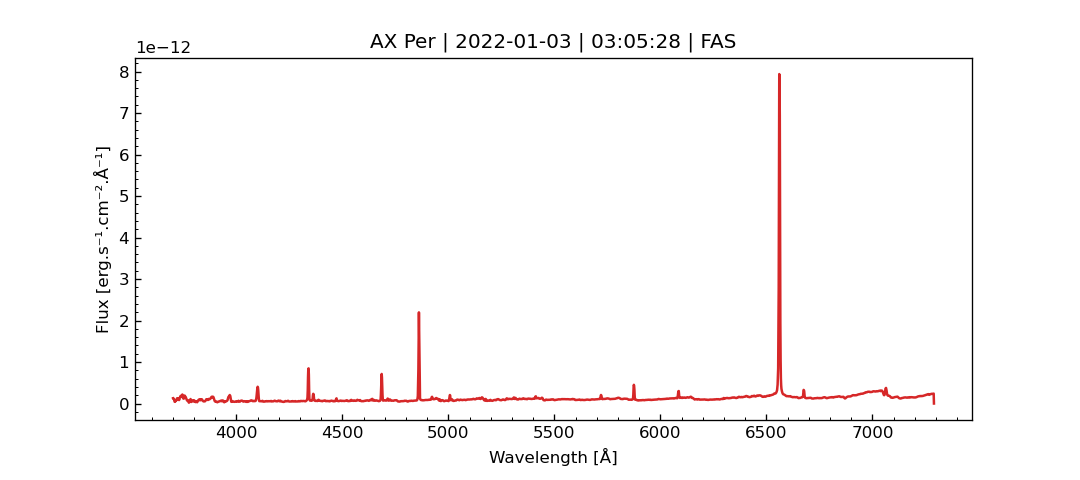 AX Per | 2022-01-03 | 03:05:28 | FAS
1e−12
8
7
6
5
4
3
2
1
0
Flux [erg.s⁻¹.cm⁻².Å⁻¹]
4000 4500 5000 5500 6000 6500 7000
Wavelength [Å]